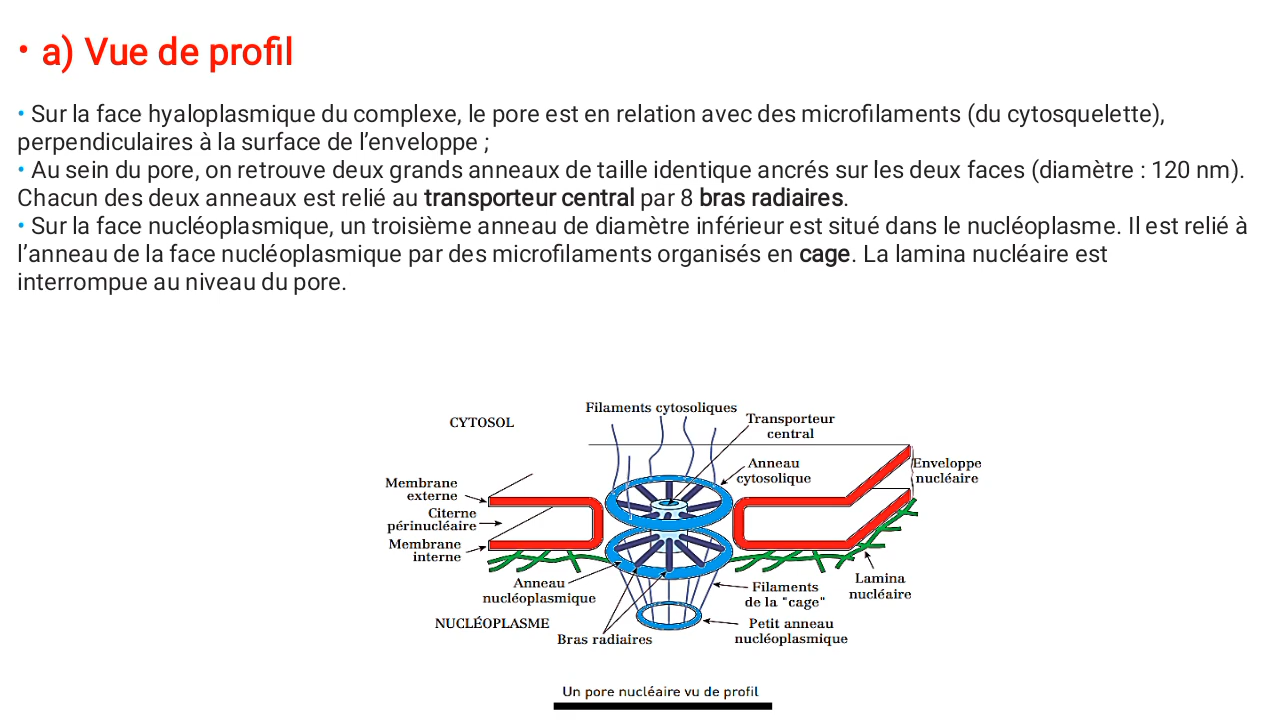 • a) Vue de profil
• Sur la face hyaloplasmique du complexe, le pore est en relation avec des microfilaments (du cytosquelette),
perpendiculaires à la surface de l’enveloppe ;
• Au sein du pore, on retrouve deux grands anneaux de taille identique ancrés sur les deux faces (diamètre : 120 nm).
Chacun des deux anneaux est relié au transporteur central par 8 bras radiaires.
• Sur la face nucléoplasmique, un troisième anneau de diamètre inférieur est situé dans le nucléoplasme. Il est relié à
l’anneau de la face nucléoplasmique par des microfilaments organisés en cage. La lamina nucléaire est
interrompue au niveau du pore.
Filaments cytosoliques
CYTOSOL
Transporteur
central
Anneau
cytosolique
Enveloppe
nucléaire
Membrane
externe
Citerne
périnucléaire
Membrane
interne
Anneau
nucléoplasmique
Filaments
de la "cage"
Lamina
nucléaire
NUCLÉOPLASME
Bras radiaires
Petit anneau
nucléoplasmique
Un pore nucléaire vu de profil